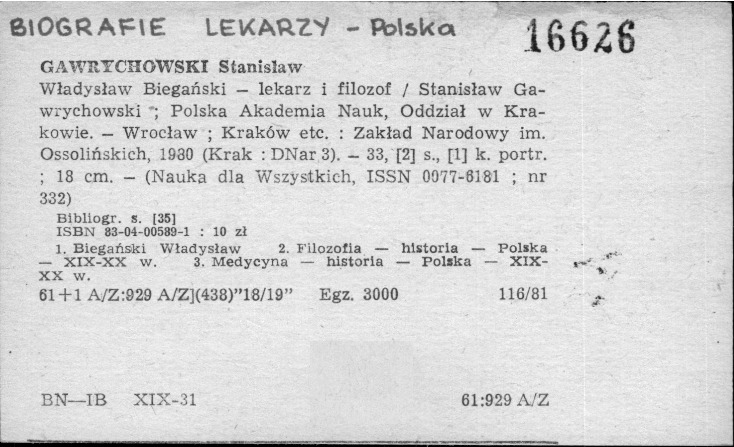 BIOGRAFIE LEKARZY - Polska 16626
GAWRYCHOWSKI Stanisław
Władysław Biegański — lekarz i filozof / Stanisław Ga-
wrychowski ; Polska Akademia Nauk, Oddział w Kra-
kowie. — Wrocław ; Kraków etc. : Zakład Narodowy im.
Ossolińskich, 1980 (Krak : DNar 3). — 33, [2] s., [1] k. portr.
; 18 cm. — (Nauka dla Wszystkich, ISSN 0077-6181 ; nr
332)
Bibliogr. s. [35]
ISBN 83-04-00589-1 : 10 zł
1. Biegański Władysław 2. Filozofia — historia — Polska
— XIX-XX w. 3. Medycyna — historia — Polska — XIX-
XX w.
61+1 A/Z:929 A/Z](438)”18/19” Egz. 3000 116/81
BN—IB XIX-31 61:929 A/Z